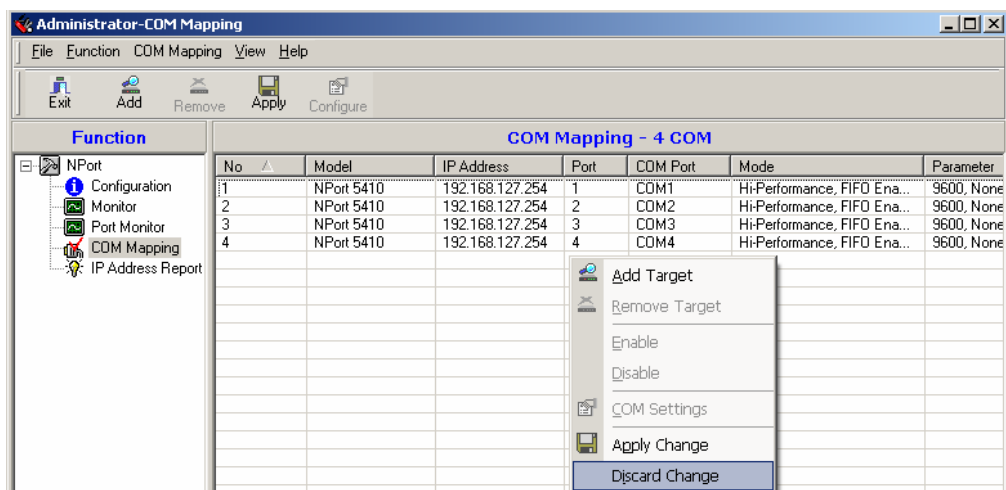 Administrator-COM Mapping
File Function COM Mapping View Help
Exit Add Remove Apply Configure
Function
COM Mapping - 4 COM
NPort
Configuration
Monitor
Port Monitor
COM Mapping
IP Address Report
No Model IP Address Port COM Port Mode Parameter
1 NPort 5410 192.168.127.254 1 COM1 Hi-Performance, FIFO Ena... 9600, None
2 NPort 5410 192.168.127.254 2 COM2 Hi-Performance, FIFO Ena... 9600, None
3 NPort 5410 192.168.127.254 3 COM3 Hi-Performance, FIFO Ena... 9600, None
4 NPort 5410 192.168.127.254 4 COM4 Hi-Performance, FIFO Ena... 9600, None
Add Target
Remove Target
Enable
Disable
COM Settings
Apply Change
Discard Change